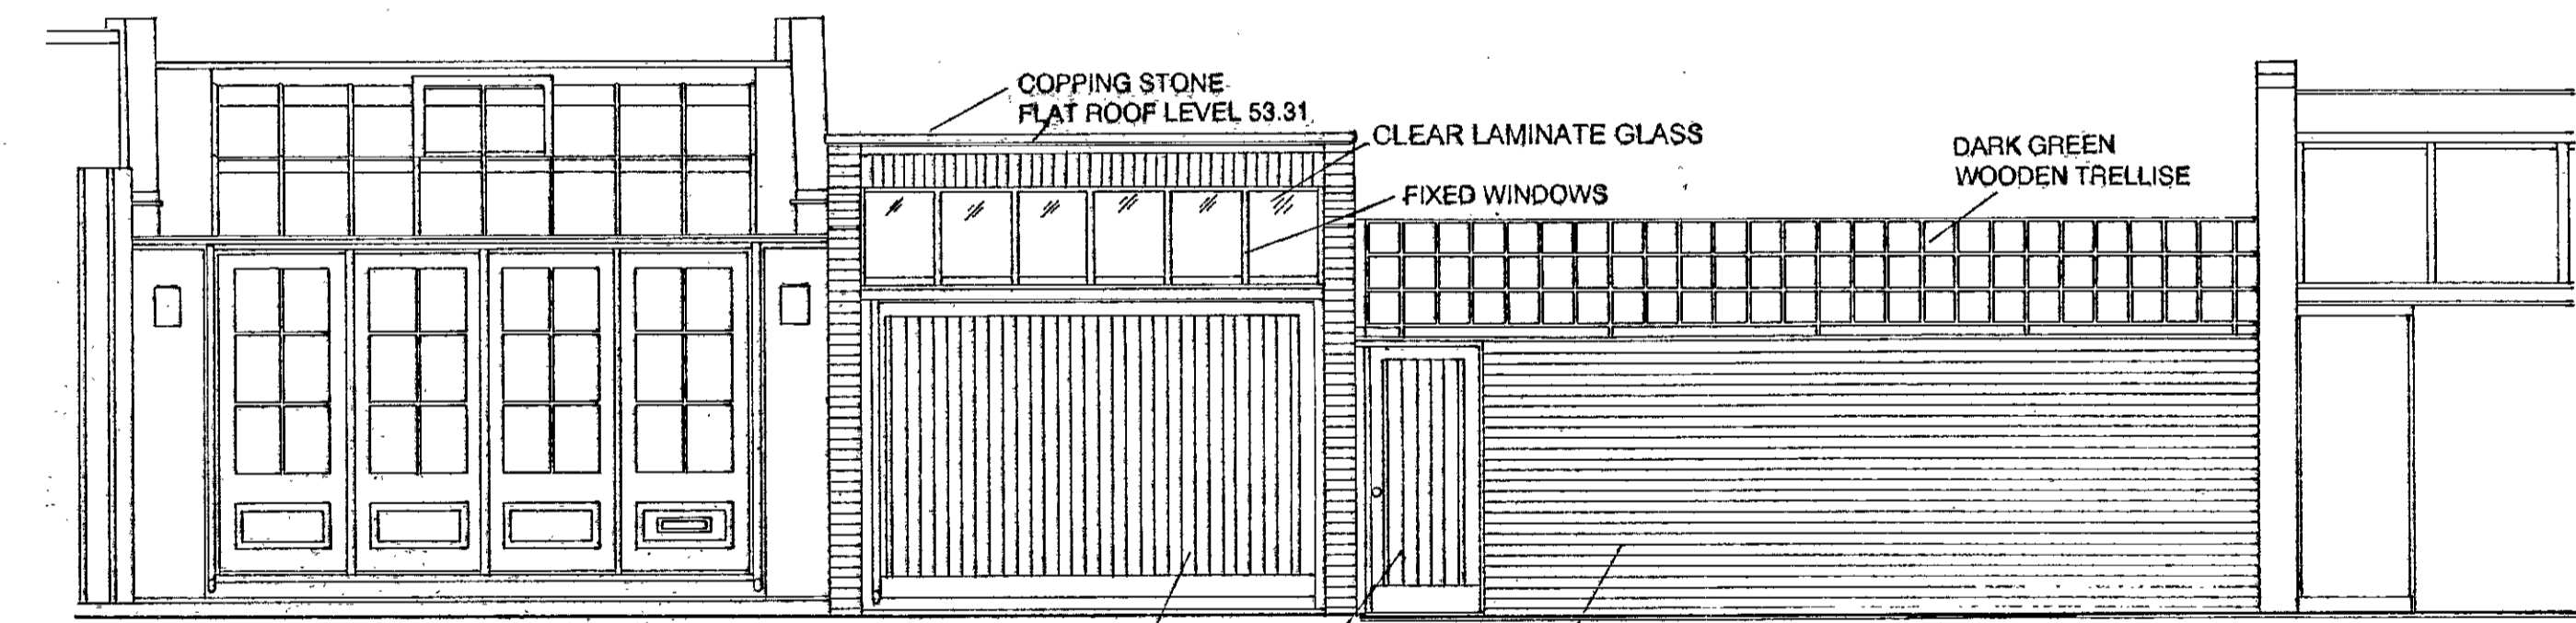 COPPING STONE
FLAT ROOF LEVEL 53.31
CLEAR LAMINATE GLASS
FIXED WINDOWS
DARK GREEN
WOODEN TRELLISE